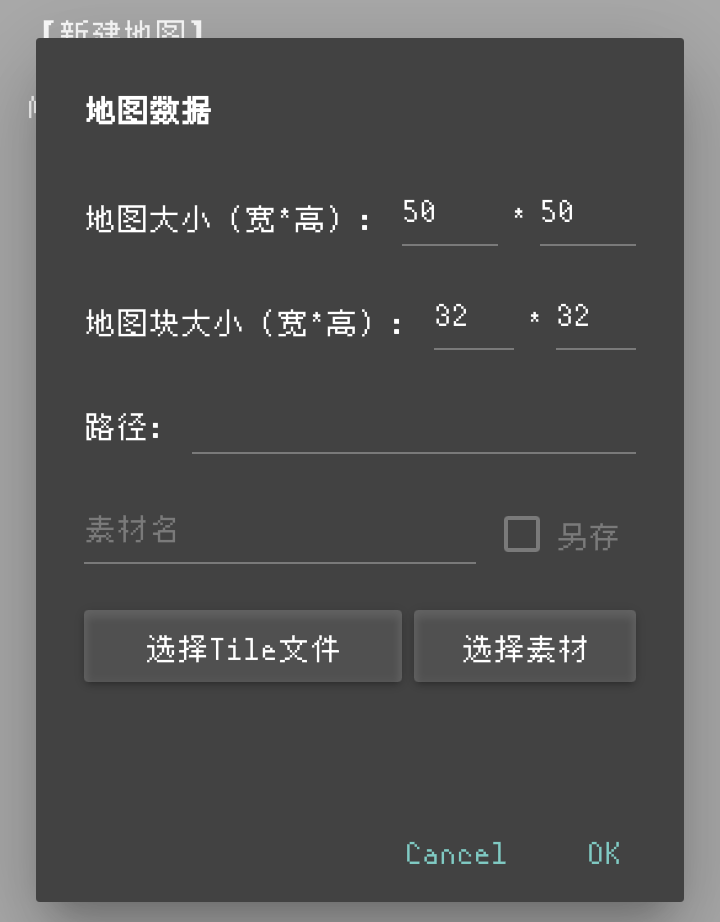 【新建地图】
地图数据
地图大小（宽*高）： 50 * 50
地图块大小（宽*高）： 32 * 32
路径：
素材名 另存
选择Tile文件 选择素材
Cancel OK